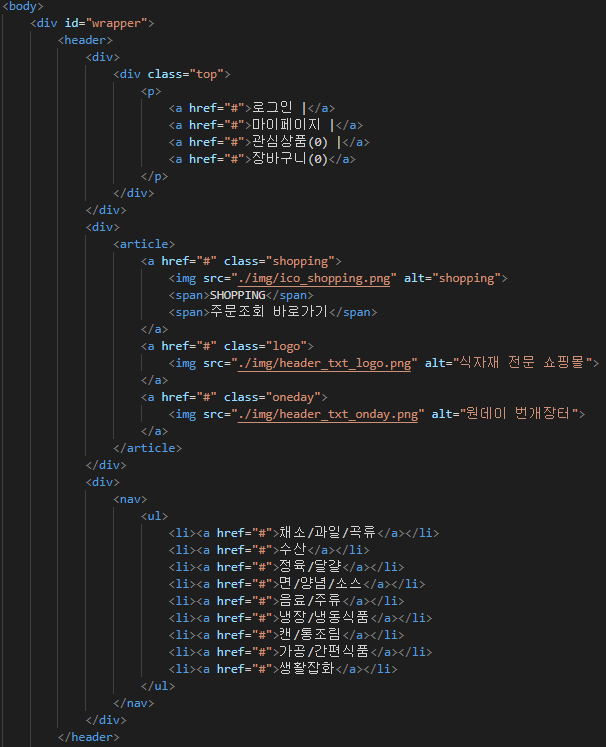 <body>
<div id="wrapper">
<header>
<div>
<div class="top">
<p>
<a href="#">로그인 |</a>
<a href="#">마이페이지 |</a>
<a href="#">관심상품(0) |</a>
<a href="#">장바구니(0)</a>
</p>
</div>
</div>
<div>
<article>
<a href="#" class="shopping">
<img src="./img/ico_shopping.png" alt="shopping">
<span>SHOPPING</span>
<span>주문조회 바로가기</span>
</a>
<a href="#" class="logo">
<img src="./img/header_txt_logo.png" alt="식자재 전문 쇼핑몰">
</a>
<a href="#" class="oneday">
<img src="./img/header_txt_onday.png" alt="원데이 번개장터">
</a>
</article>
</div>
<div>
<nav>
<ul>
<li><a href="#">채소/과일/곡류</a></li>
<li><a href="#">수산</a></li>
<li><a href="#">정육/달걀</a></li>
<li><a href="#">면/양념/소스</a></li>
<li><a href="#">음료/주류</a></li>
<li><a href="#">냉장/냉동식품</a></li>
<li><a href="#">캔/통조림</a></li>
<li><a href="#">가공/간편식품</a></li>
<li><a href="#">생활잡화</a></li>
</ul>
</nav>
</div>
</header>